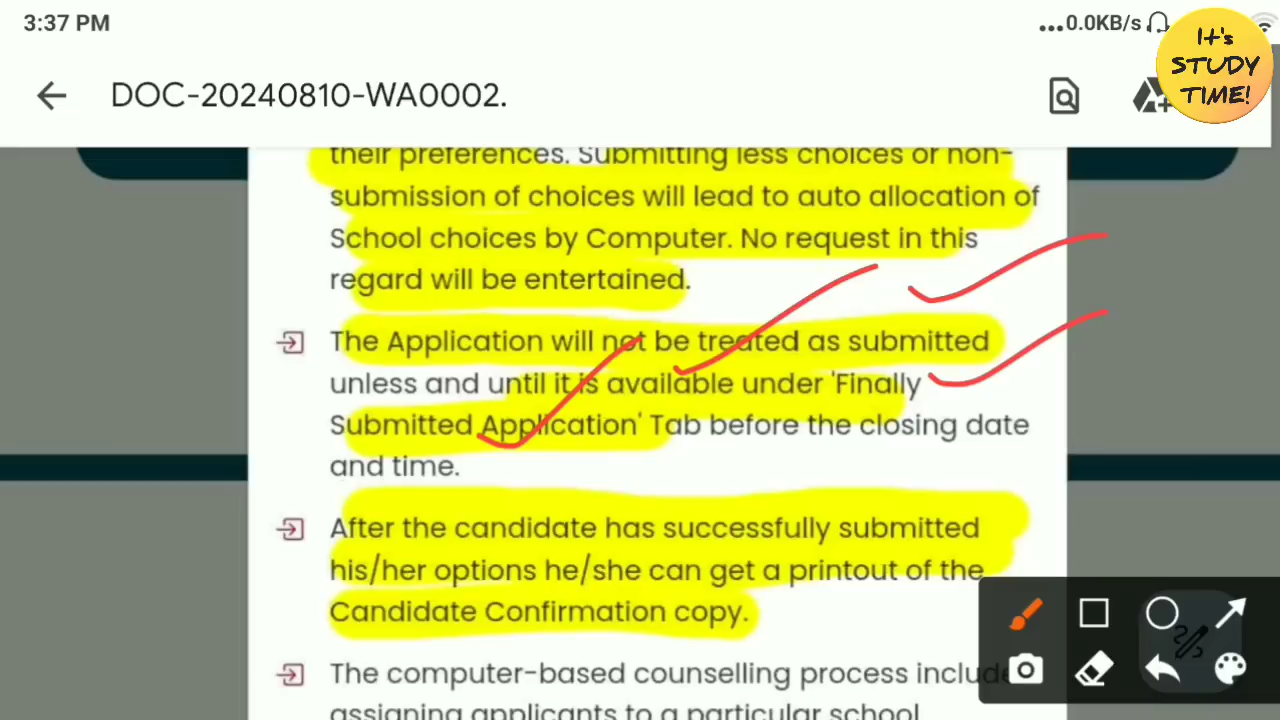 3:37 PM
...0.0KB/s
It's
STUDY
TIME!
DOC-20240810-WA0002.
their preferences. Submitting less choices or non-
submission of choices will lead to auto allocation of
School choices by Computer. No request in this
regard will be entertained.
The Application will not be treated as submitted
unless and until it is available under 'Finally
Submitted Application' Tab before the closing date
and time.
After the candidate has successfully submitted
his/her options he/she can get a printout of the
Candidate Confirmation copy.
The computer-based counselling process include
assigning applicants to a particular school